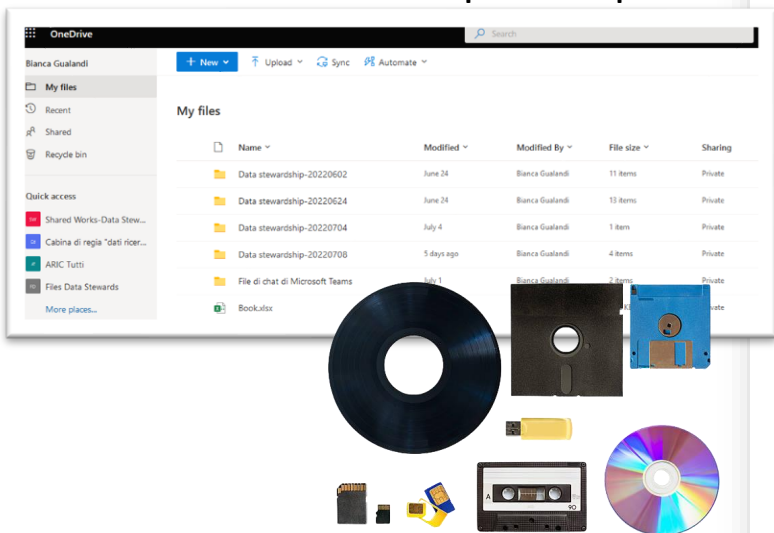 OneDrive
Search
Bianca Gualandi
New
Upload
Sync
Automate
My files
Recent
Shared
Recycle bin
Quick access
Shared Works-Data Stew...
Cabina di regia "dati ricer...
ARIC Tutti
Files Data Stewards
More places...
My files
Name Modified Modified By File size Sharing
Data stewardship-20220602 June 24 Bianca Gualandi 11 items Private
Data stewardship-20220624 June 24 Bianca Gualandi 13 items Private
Data stewardship-20220704 July 4 Bianca Gualandi 1 item Private
Data stewardship-20220708 5 days ago Bianca Gualandi 4 items Private
File di chat di Microsoft Teams July 1 Bianca Gualandi 2 items Private
Book.xlsx
A
90